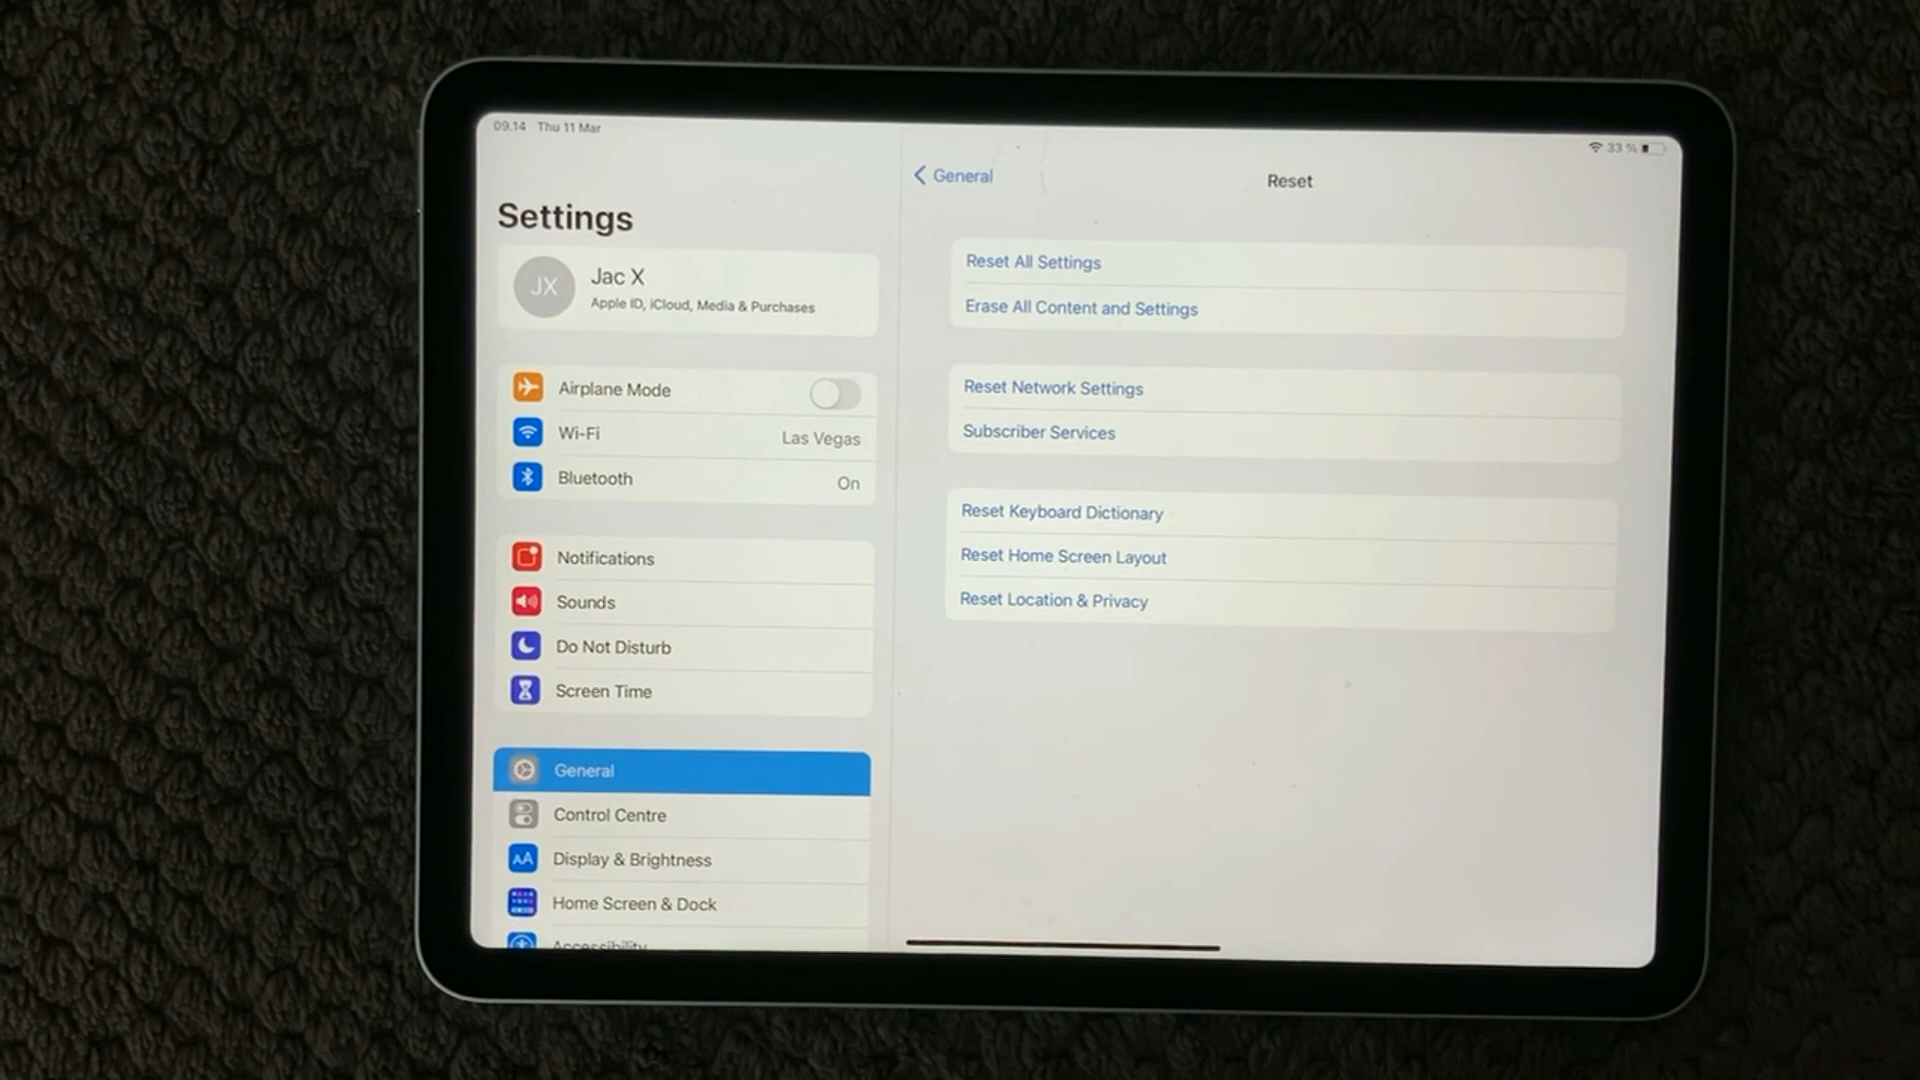 09.14 Thu 11 Mar
33 %
Settings
JX
Jac X
Apple ID, iCloud, Media & Purchases
Airplane Mode
Wi-Fi
Las Vegas
Bluetooth
On
Notifications
Sounds
Do Not Disturb
Screen Time
General
Control Centre
AA
Display & Brightness
Home Screen & Dock
Accessibility
General
Reset
Reset All Settings
Erase All Content and Settings
Reset Network Settings
Subscriber Services
Reset Keyboard Dictionary
Reset Home Screen Layout
Reset Location & Privacy